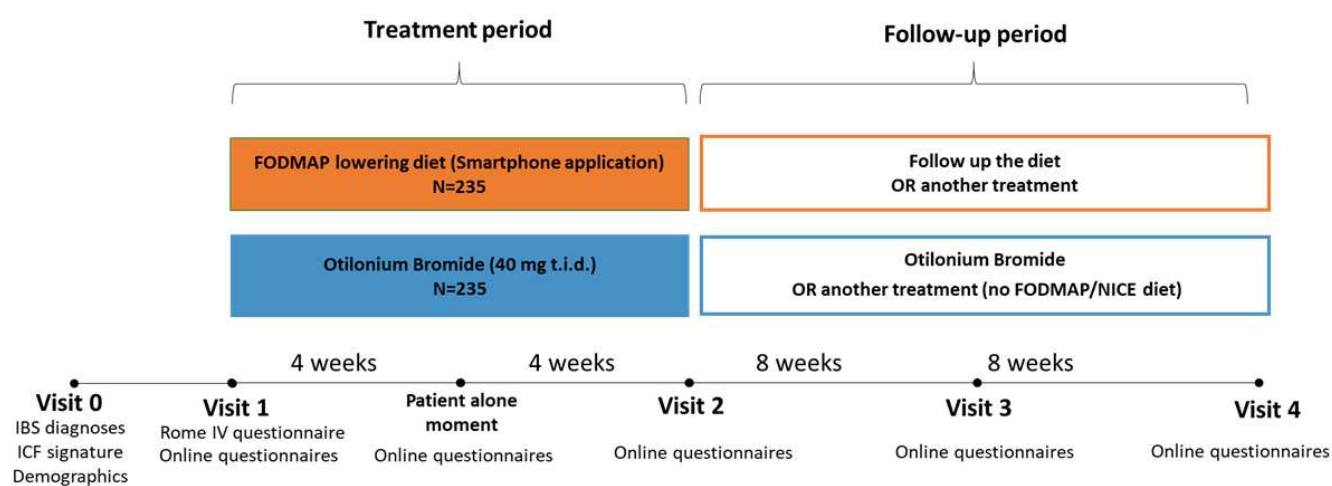 Treatment period
Follow-up period
FODMAP lowering diet (Smartphone application)
N=235
Follow up the diet
OR another treatment
Otilonium Bromide (40 mg t.i.d.)
N=235
Otilonium Bromide
OR another treatment (no FODMAP/NICE diet)
4 weeks
4 weeks
8 weeks
8 weeks
Visit 0
IBS diagnoses
ICF signature
Demographics
Visit 1
Rome IV questionnaire
Online questionnaires
Patient alone
moment
Online questionnaires
Visit 2
Online questionnaires
Visit 3
Online questionnaires
Visit 4
Online questionnaires